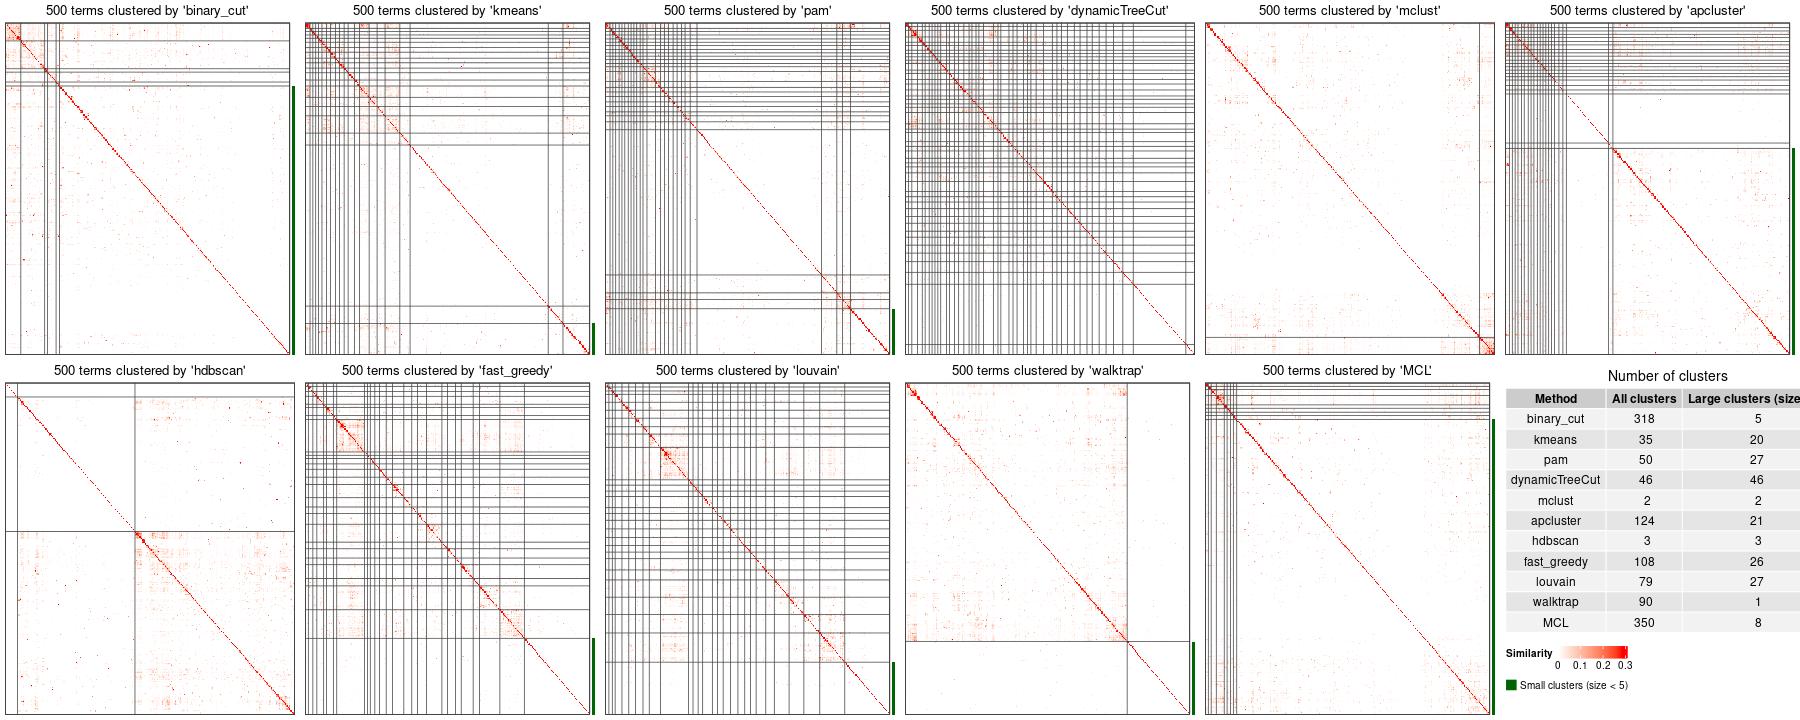 500 terms clustered by 'binary_cut'
500 terms clustered by 'kmeans'
500 terms clustered by 'pam'
500 terms clustered by 'dynamicTreeCut'
500 terms clustered by 'mclust'
500 terms clustered by 'apcluster'
500 terms clustered by 'hdbscan'
500 terms clustered by 'fast_greedy'
500 terms clustered by 'louvain'
500 terms clustered by 'walktrap'
500 terms clustered by 'MCL'
Number of clusters
Method All clusters Large clusters (size
binary_cut 318 5
kmeans 35 20
pam 50 27
dynamicTreeCut 46 46
mclust 2 2
apcluster 124 21
hdbscan 3 3
fast_greedy 108 26
louvain 79 27
walktrap 90 1
MCL 350 8
Similarity
0 0.1 0.2 0.3
Small clusters (size < 5)